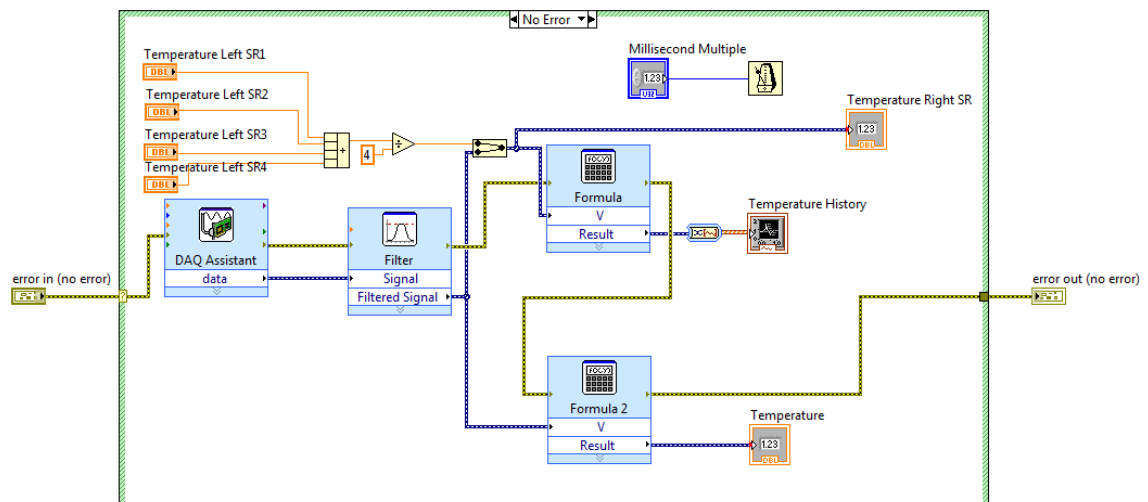 No Error
Temperature Left SR1
DBL
Temperature Left SR2
DBL
Temperature Left SR3
DBL
Temperature Left SR4
DBL
+
÷
4
Millisecond Multiple
1.23
Temperature Right SR
1.23
DBL
f(x,y)
Formula
V
Result
Temperature History
DAQ Assistant
data
Filter
Signal
Filtered Signal
error in (no error)
?
error out (no error)
f(x,y)
Formula 2
V
Result
Temperature
1.23
DBL